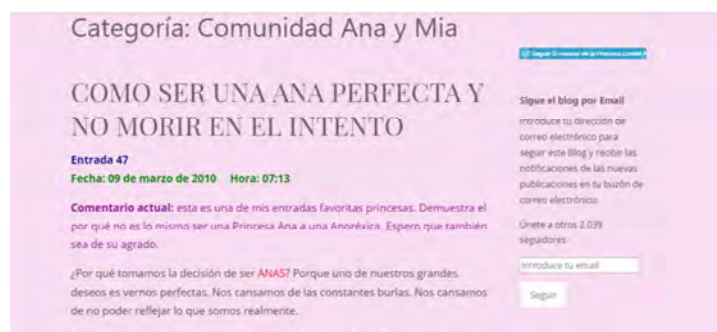 Categoría: Comunidad Ana y Mia
COMO SER UNA ANA PERFECTA Y
NO MORIR EN EL INTENTO
Entrada 47
Fecha: 09 de marzo de 2010 Hora: 07:13
Comentario actual: esta es una de mis entradas favoritas princesas. Demuestra el
por qué no es lo mismo ser una Princesa Ana a una Anoréxica. Espero que también
sea de su agrado.
¿Por qué tomamos la decisión de ser ANAS? Porque uno de nuestros grandes
deseos es vernos perfectas. Nos cansamos de las constantes burlas. Nos cansamos
de no poder reflejar lo que somos realmente.
Sigue el blog por Email
Introduce tu dirección de
correo electrónico para
seguir este Blog y recibir las
notificaciones de las nuevas
publicaciones en tu buzón de
correo electrónico.
Únete a otros 2.039
seguidores
Introduce tu email
Seguir